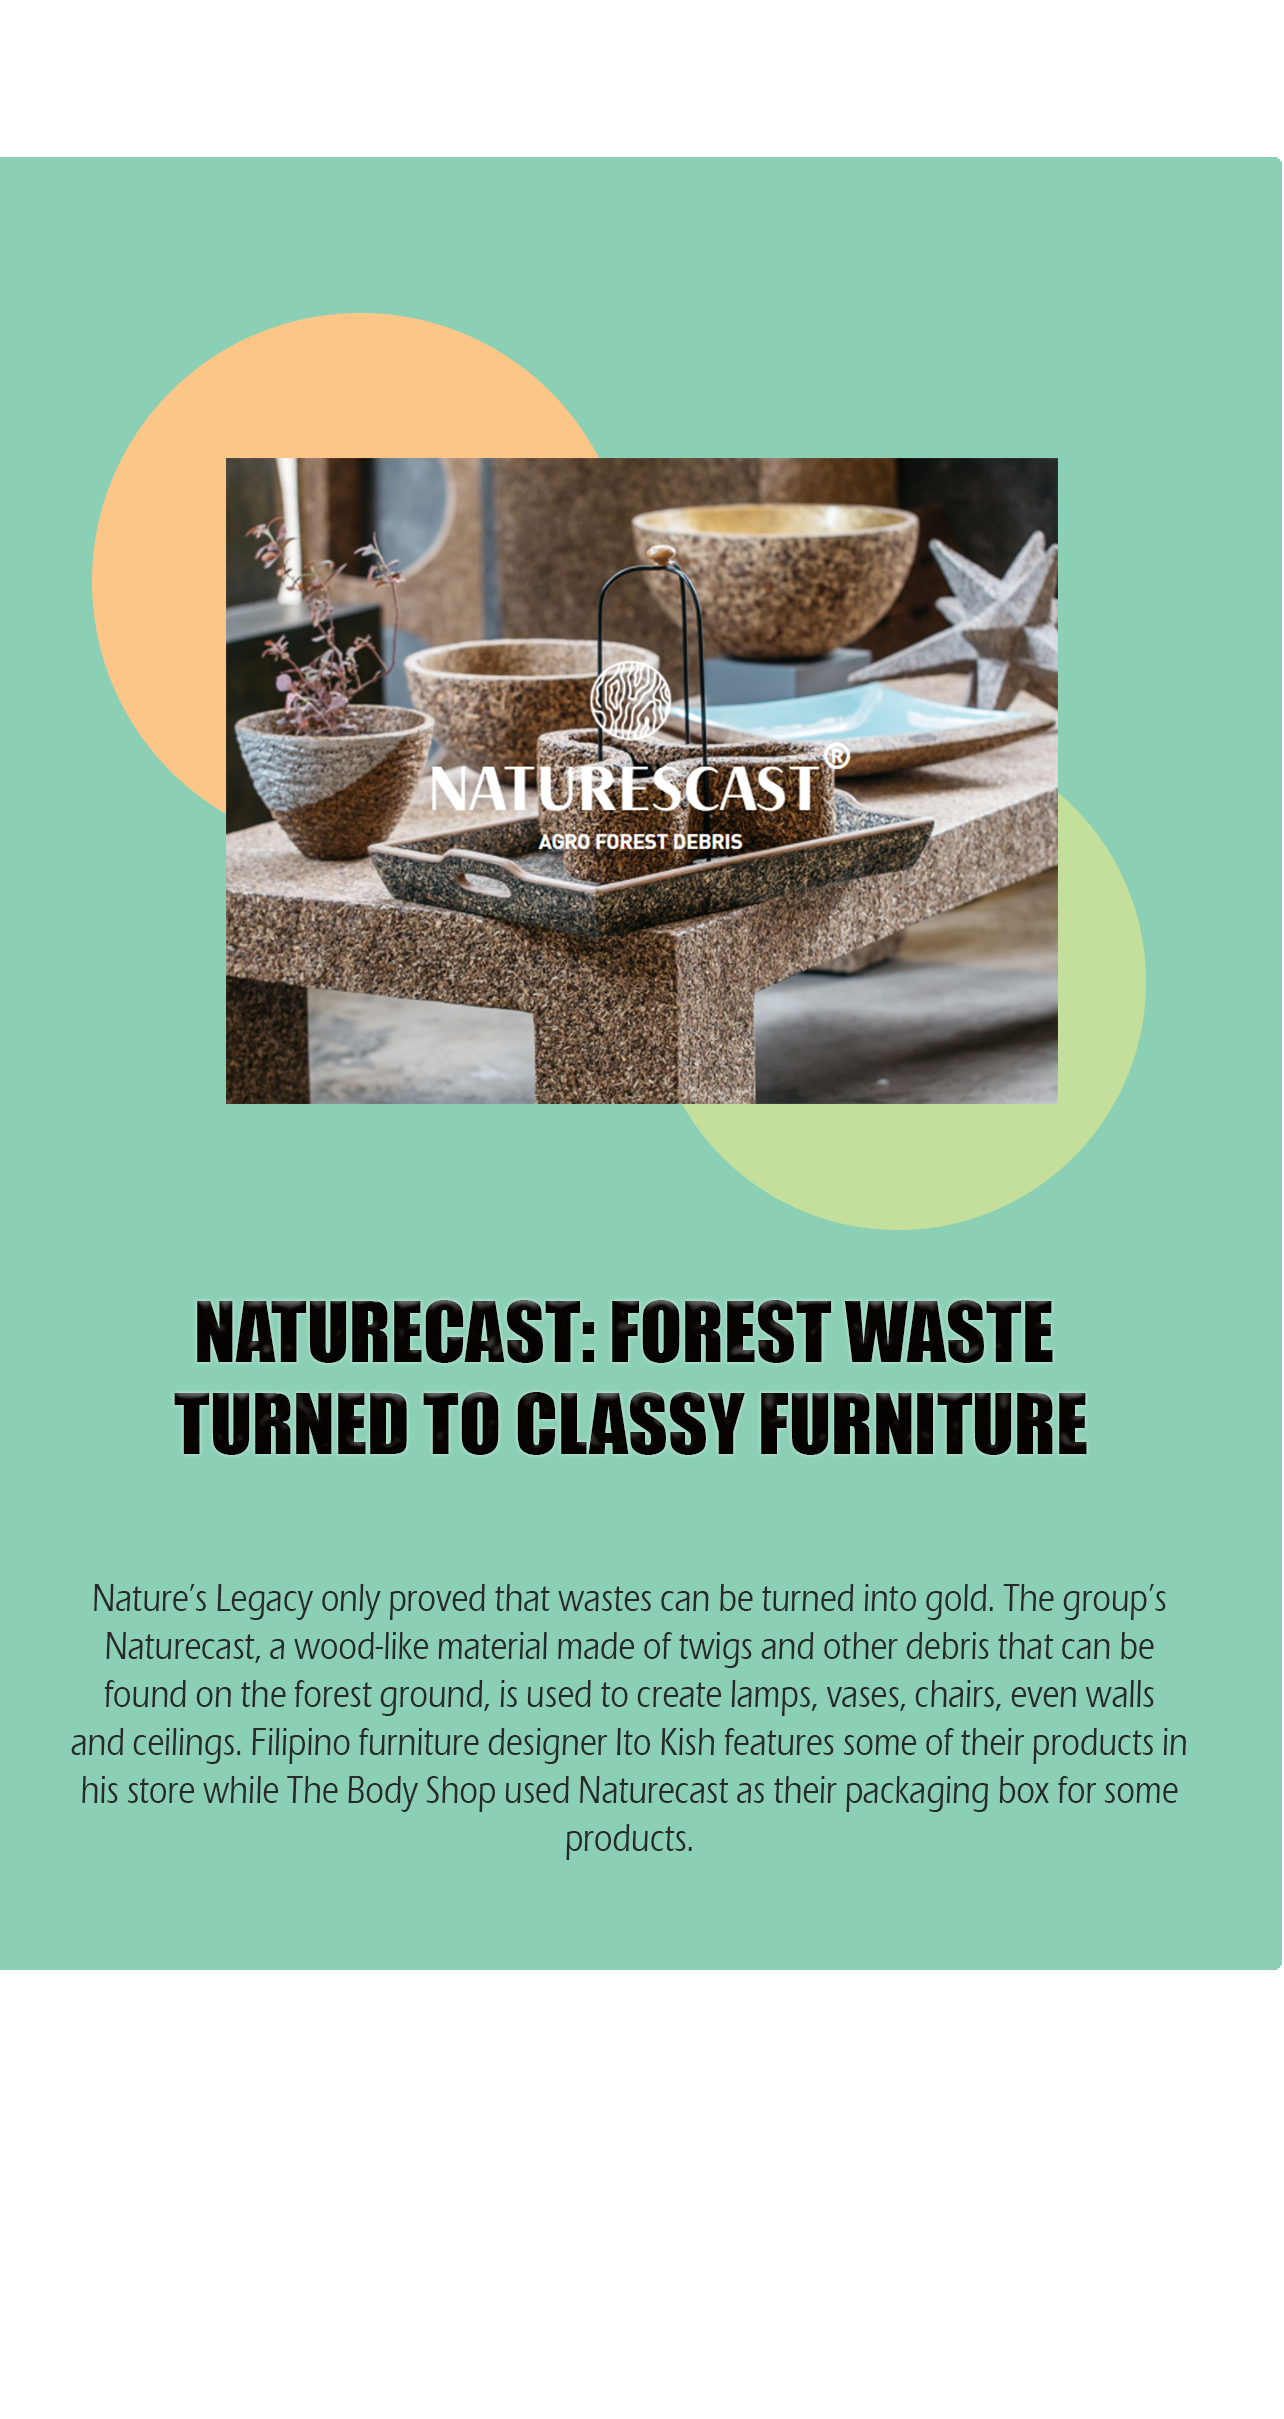 NATURESCAST®
AGRO FOREST DEBRIS
NATURECAST: FOREST WASTE
TURNED TO CLASSY FURNITURE
Nature’s Legacy only proved that wastes can be turned into gold. The group’s
Naturecast, a wood-like material made of twigs and other debris that can be
found on the forest ground, is used to create lamps, vases, chairs, even walls
and ceilings. Filipino furniture designer Ito Kish features some of their products in
his store while The Body Shop used Naturecast as their packaging box for some
products.